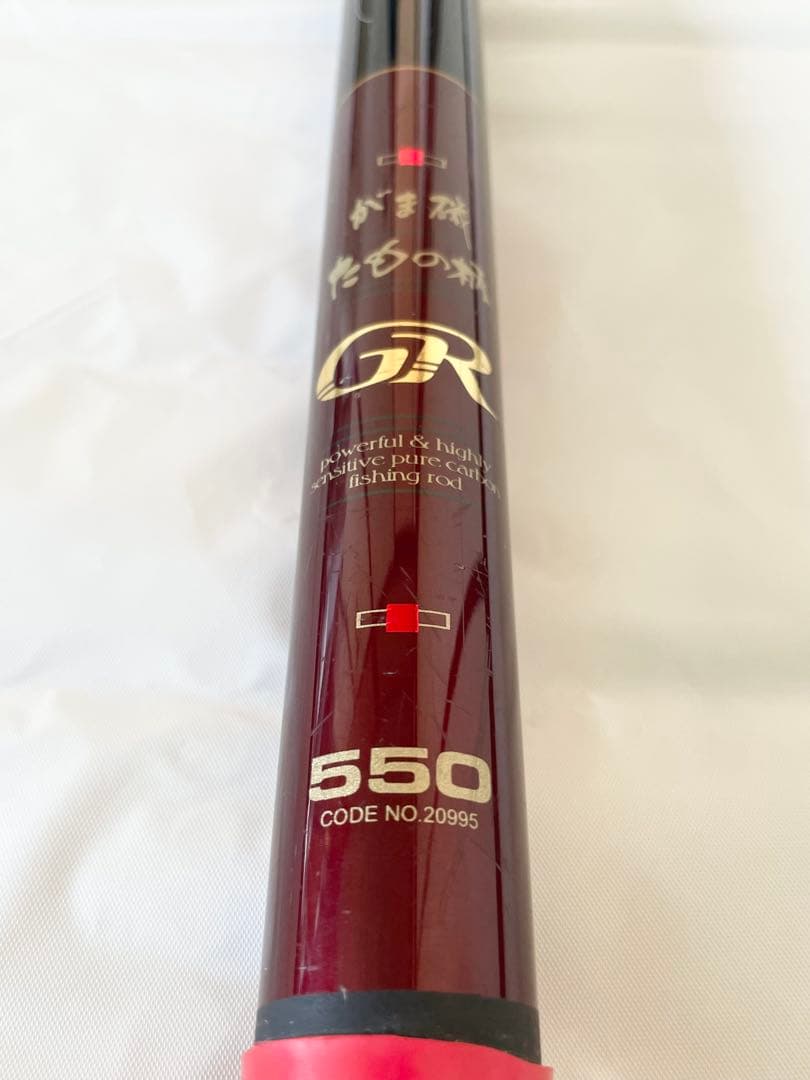 がま磯
たもの柄
GR
powerful & highly
sensitive pure carbon
fishing rod
550
CODE NO.20995